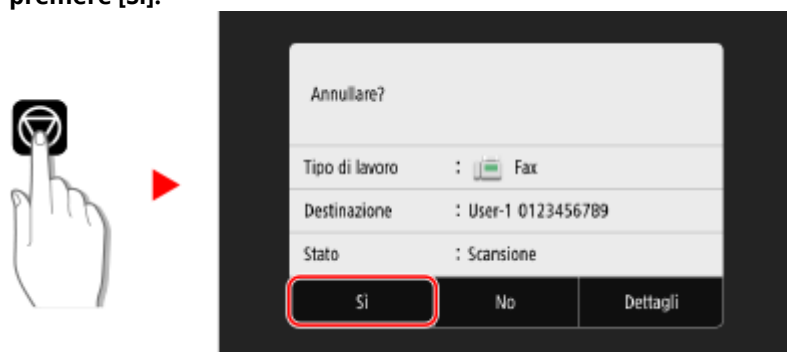 premere [Sì].
Annullare?
Tipo di lavoro : Fax
Destinazione : User-1 0123456789
Stato : Scansione
Sì No Dettagli